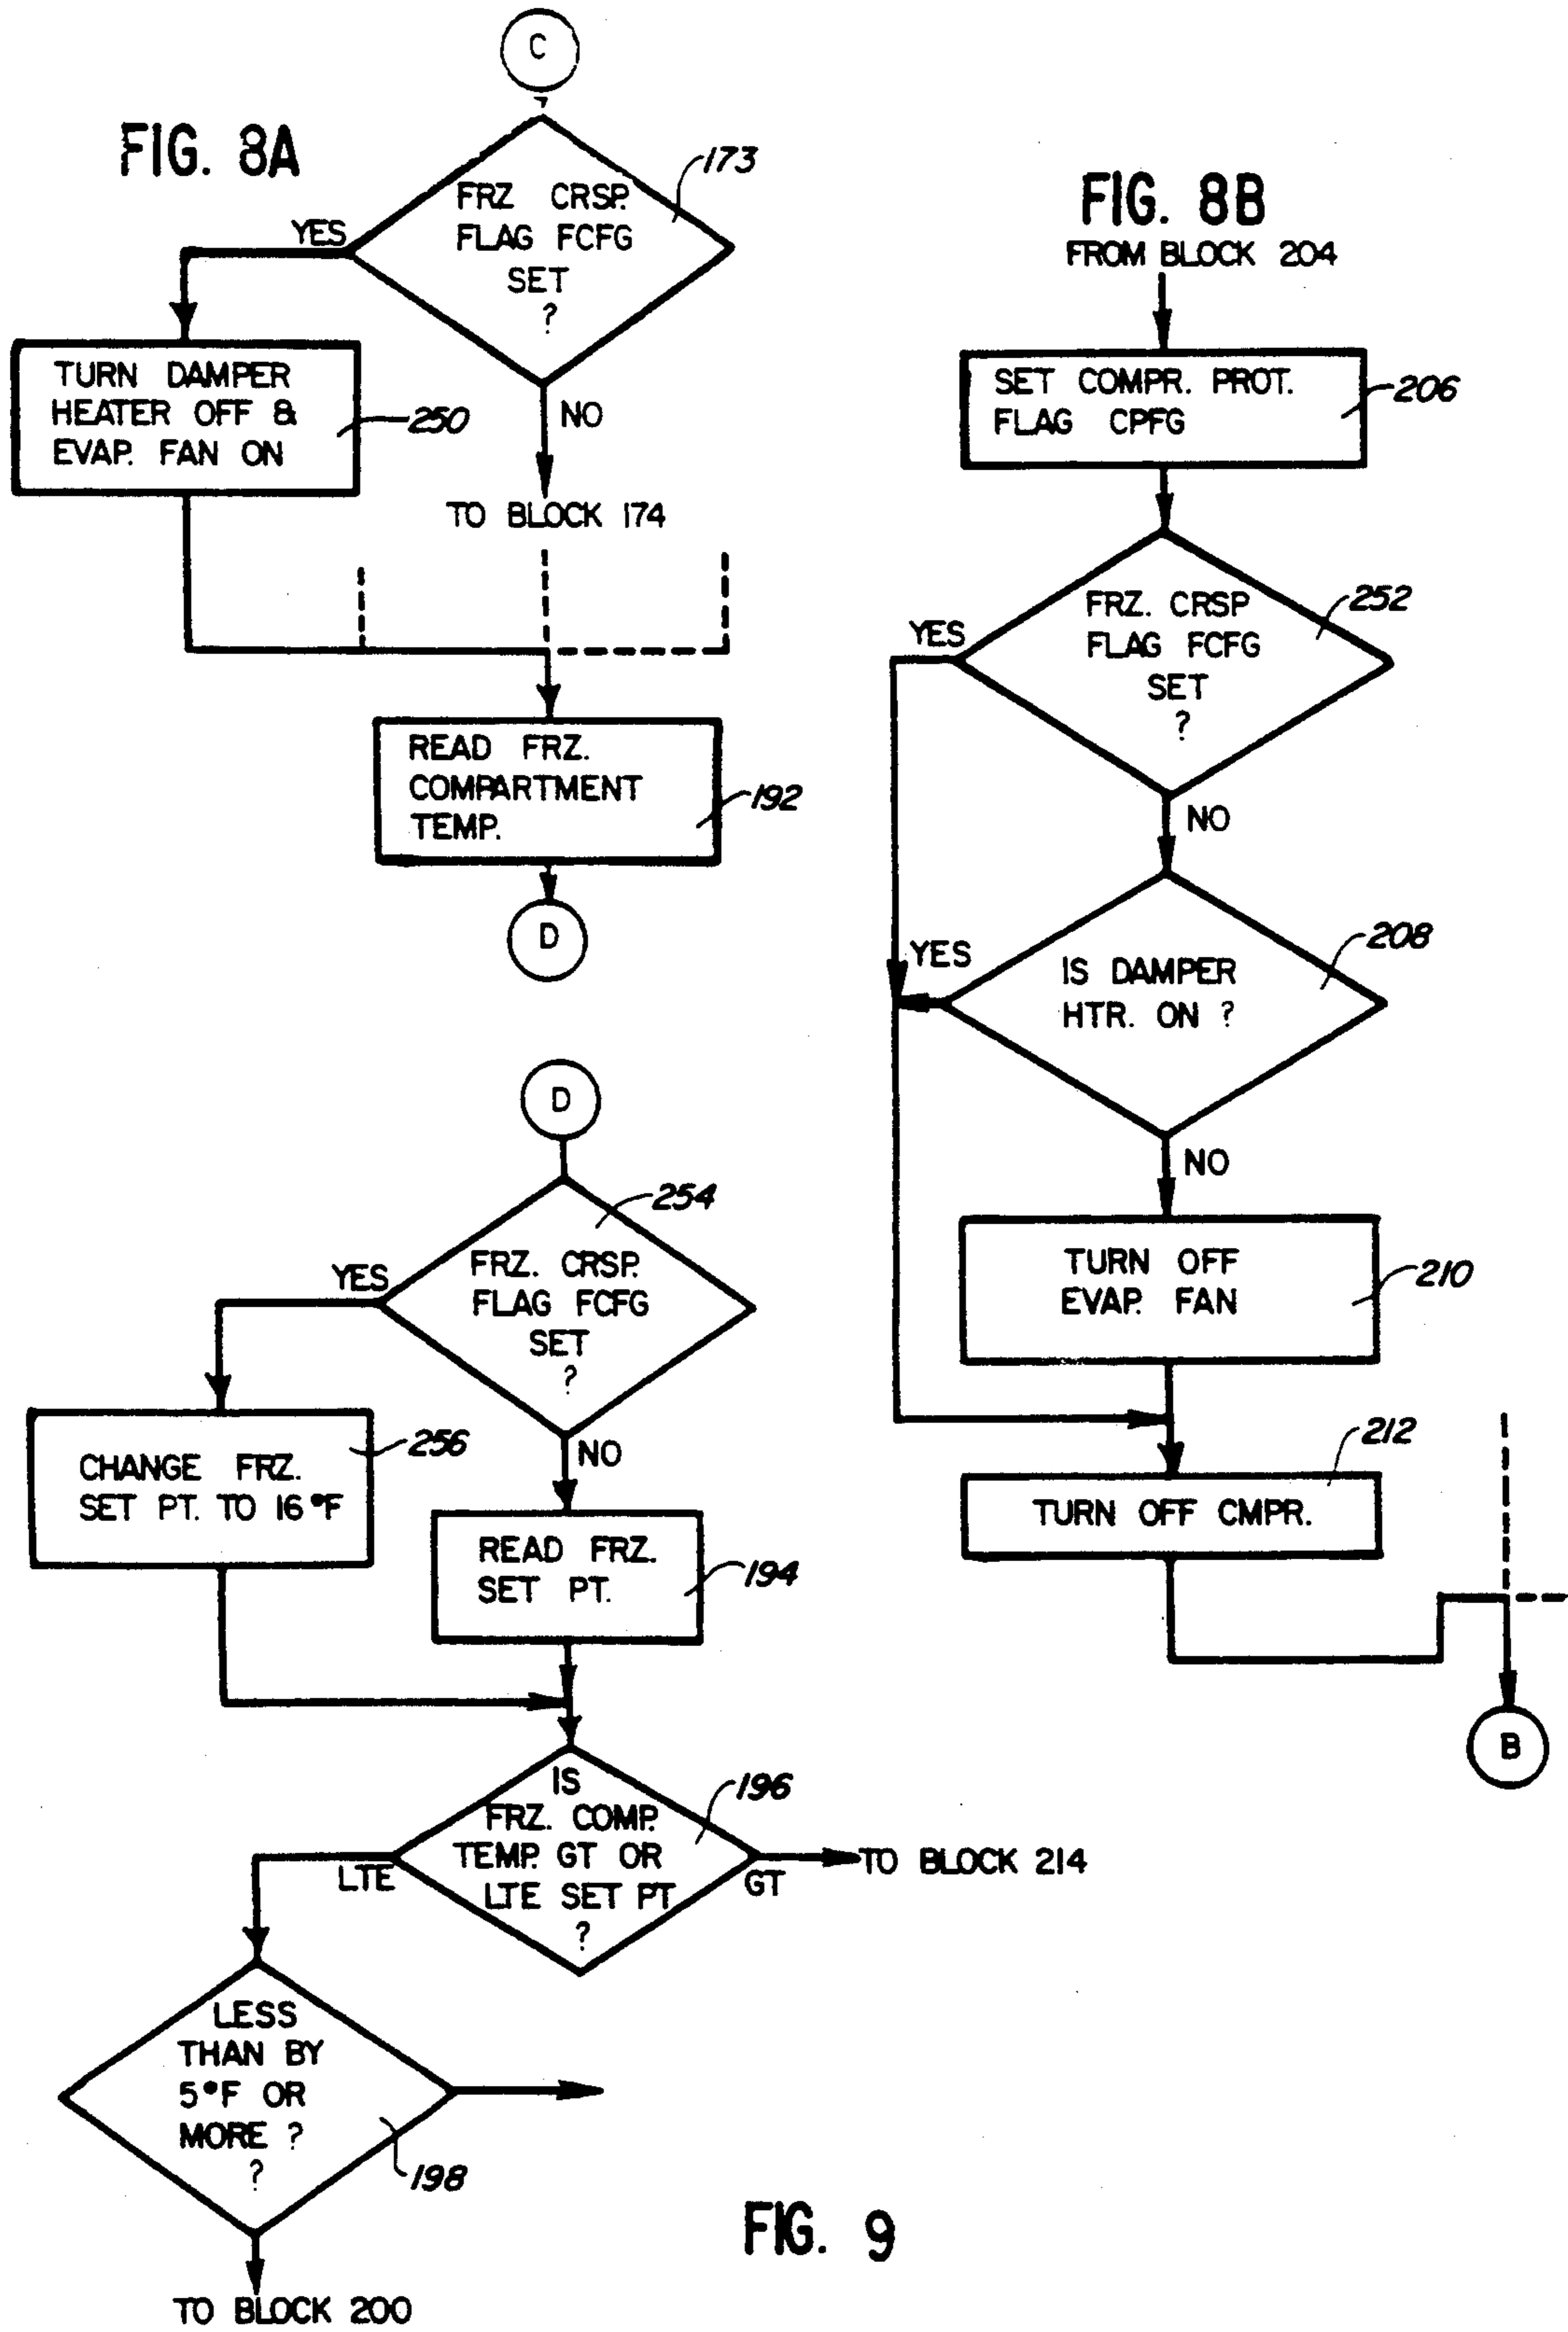 C
FIG. 8A
173
FRZ CRSP.
FLAG FCFG
SET
?
YES
NO
TURN DAMPER
HEATER OFF &
EVAP. FAN ON
250
TO BLOCK 174
READ FRZ.
COMPARTMENT
TEMP.
192
D
FIG. 8B
FROM BLOCK 204
SET COMPR. PROT.
FLAG CPFG
206
FRZ. CRSP
FLAG FCFG
SET
?
252
YES
NO
IS DAMPER
HTR. ON ?
208
YES
NO
TURN OFF
EVAP. FAN
210
TURN OFF CMPR.
212
B
D
254
FRZ. CRSP.
FLAG FCFG
SET
?
YES
NO
CHANGE FRZ.
SET PT. TO 16°F
256
READ FRZ.
SET PT.
194
IS
FRZ. COMP.
TEMP. GT OR
LTE SET PT
?
196
LTE
GT
TO BLOCK 214
LESS
THAN BY
5°F OR
MORE ?
?
198
TO BLOCK 200
FIG. 9